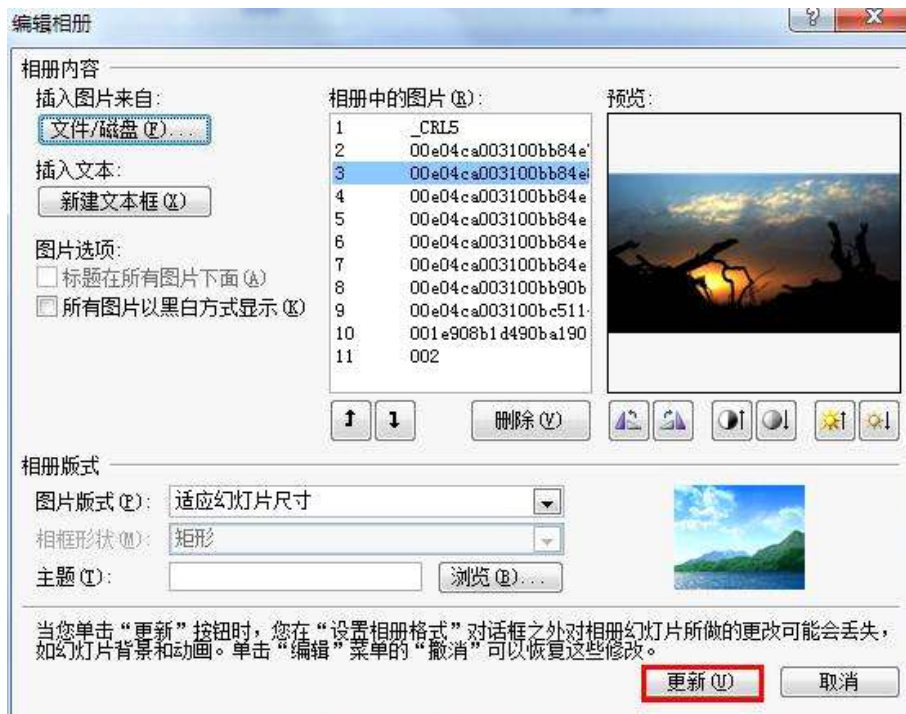 编辑相册
相册内容
插入图片来自:
文件/磁盘(F)...
插入文本:
新建文本框(X)
图片选项:
标题在所有图片下面(A)
所有图片以黑白方式显示(K)
相册中的图片(R):
1 _CRL5
2 00e04ca003100bb84e
3 00e04ca003100bb84e
4 00e04ca003100bb84e
5 00e04ca003100bb84e
6 00e04ca003100bb84e
7 00e04ca003100bb84e
8 00e04ca003100bb90b
9 00e04ca003100bc511
10 001e908b1d490ba190
11 002
删除(V)
预览:
相册版式
图片版式(P): 适应幻灯片尺寸
相框形状(M): 矩形
主题(T):
浏览(B)...
当您单击“更新”按钮时，您在“设置相册格式”对话框之外对相册幻灯片所做的更改可能会丢失，
如幻灯片背景和动画。单击“编辑”菜单的“撤消”可以恢复这些修改。
更新(U) 取消